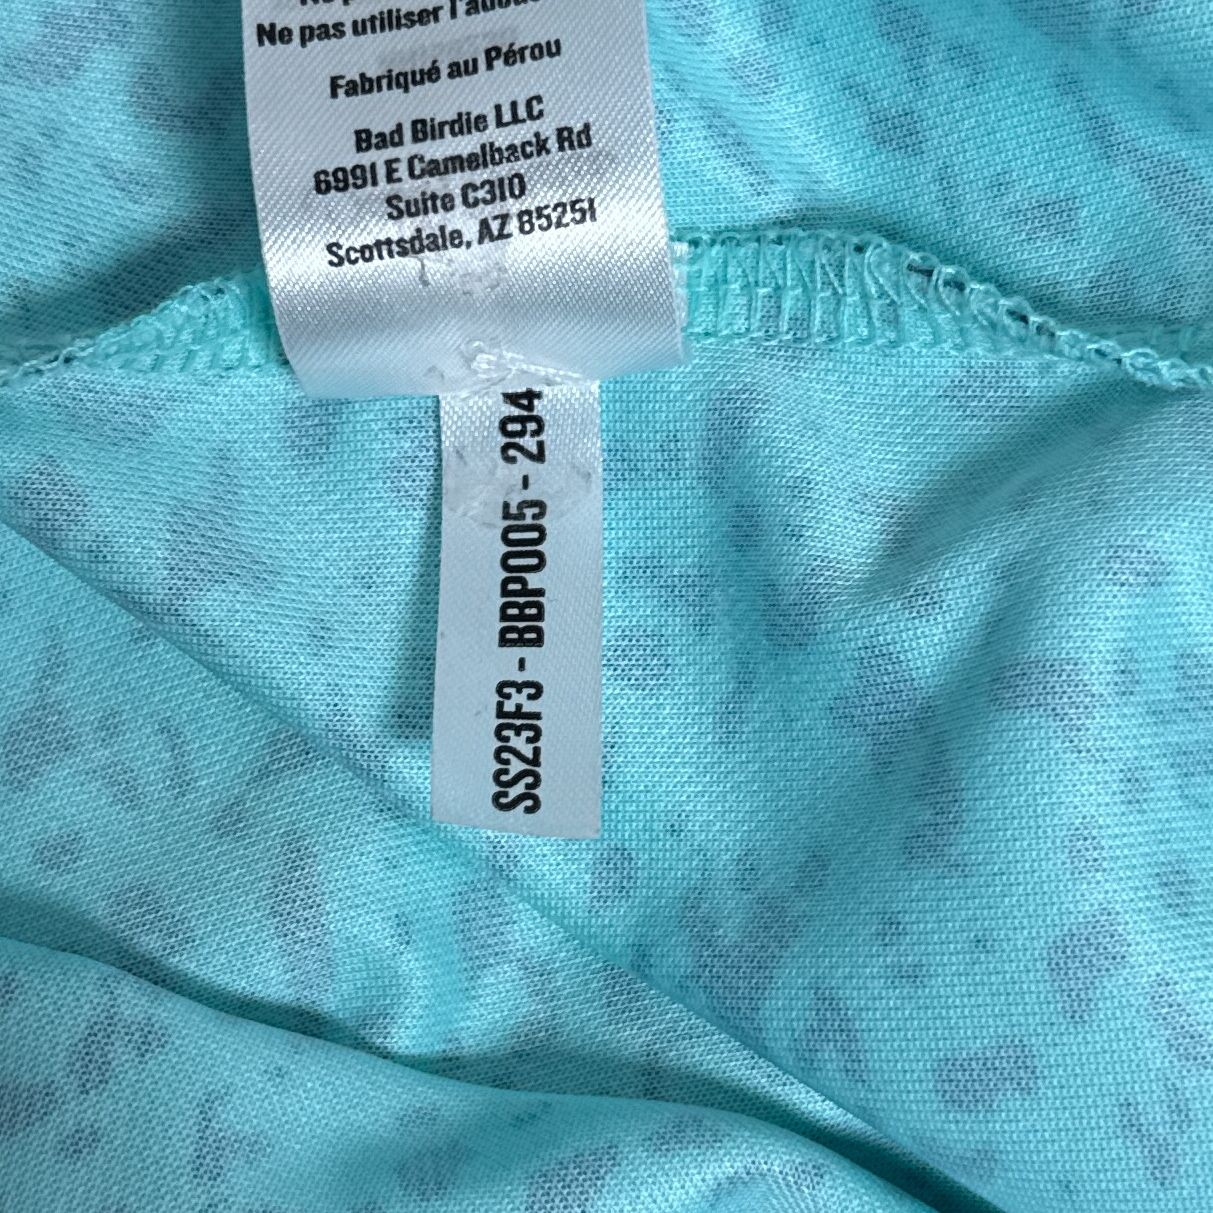 Ne pas utiliser
Fabriqué au Pérou
Bad Birdie LLC
6991 E Camelback Rd
Suite C310
Scottsdale, AZ 85251
SS23F3 - BBP005 - 294